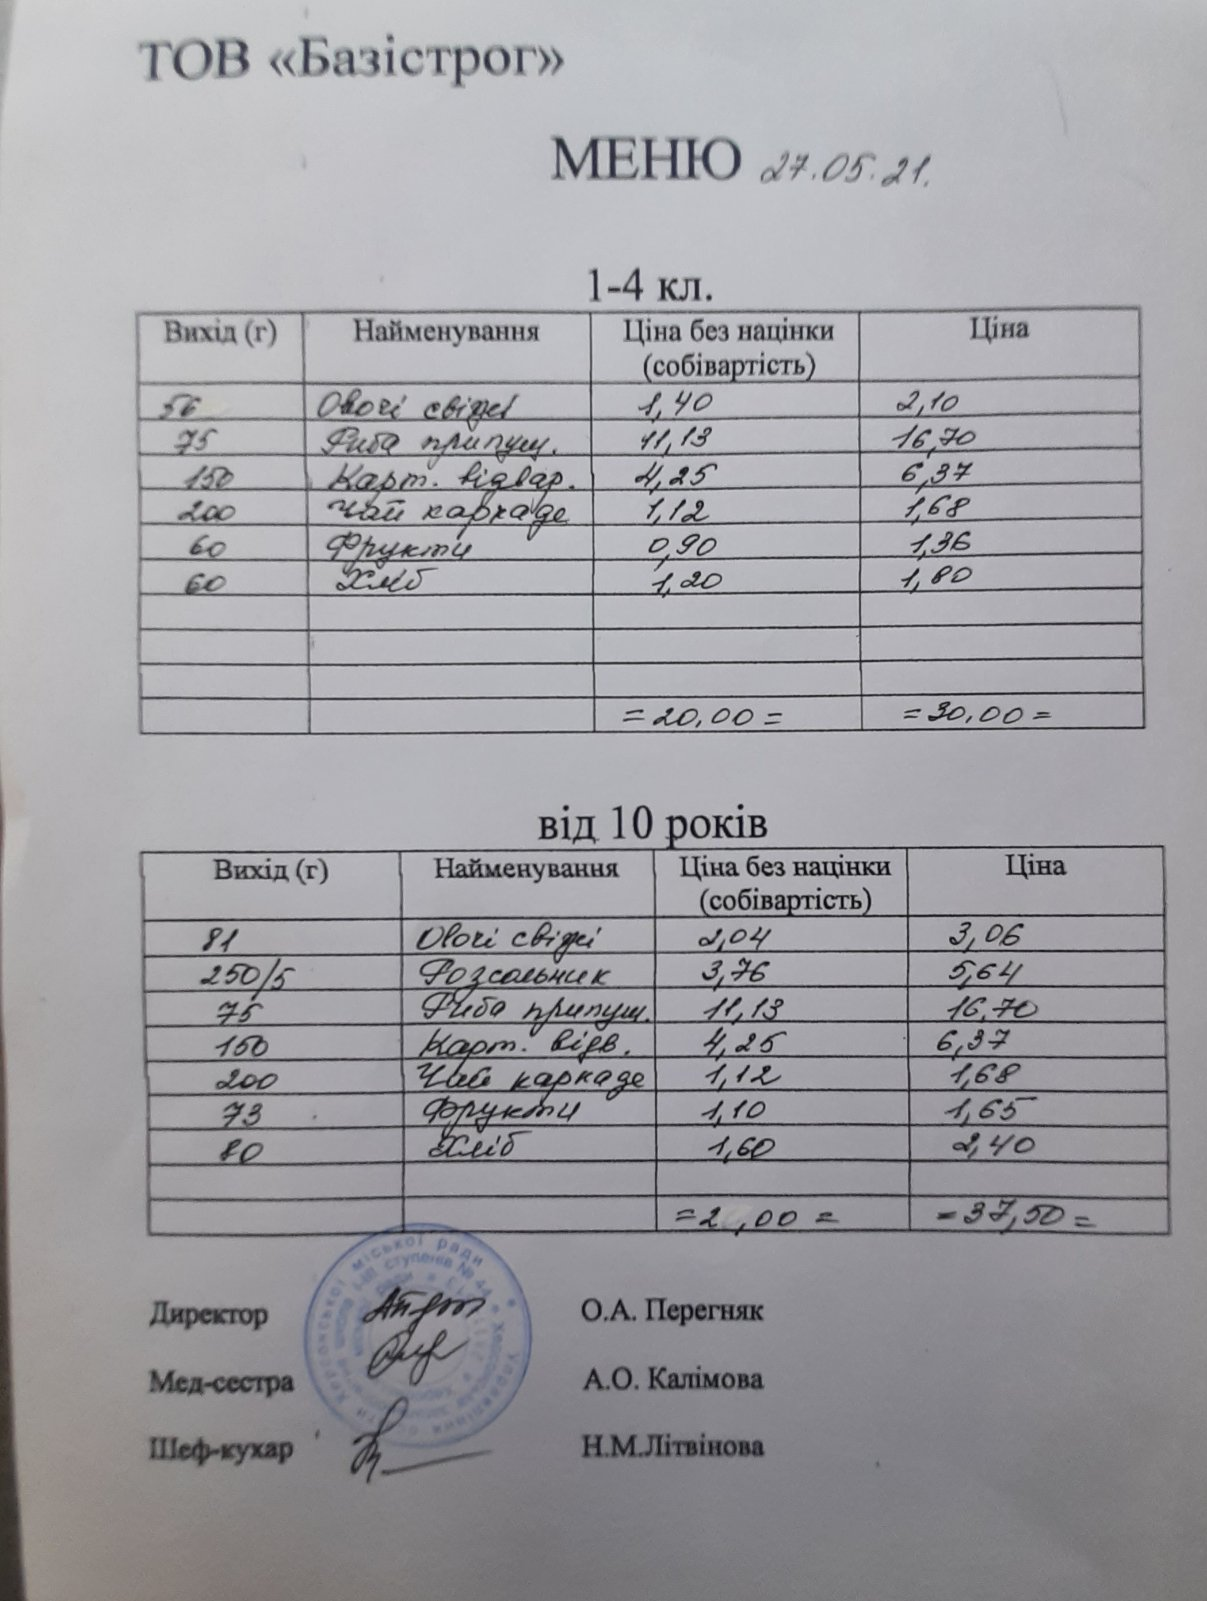 ТОВ «Базістрог»
МЕНЮ 27.05.21.
1-4 кл.
Вихід (г) Найменування Ціна без націнки (собівартість) Ціна
56 Овочі свіжі 1,40 2,10
75 Риба припущ. 11,13 16,70
150 Карт. відвар. 4,25 6,37
200 Чай каркаде 1,12 1,68
60 Фрукти 0,90 1,36
60 Хліб 1,20 1,80
=20,00= =30,00=
від 10 років
Вихід (г) Найменування Ціна без націнки (собівартість) Ціна
81 Овочі свіжі 2,04 3,06
250/5 Розсольник 3,76 5,64
75 Риба припущ. 11,13 16,70
150 Карт. відв. 4,25 6,37
200 Чай каркаде 1,12 1,68
73 Фрукти 1,10 1,65
80 Хліб 1,60 2,40
=37,50=
Директор О.А. Перегняк
Мед-сестра А.О. Калімова
Шеф-кухар Н.М.Літвінова
міської ради
ступенів №